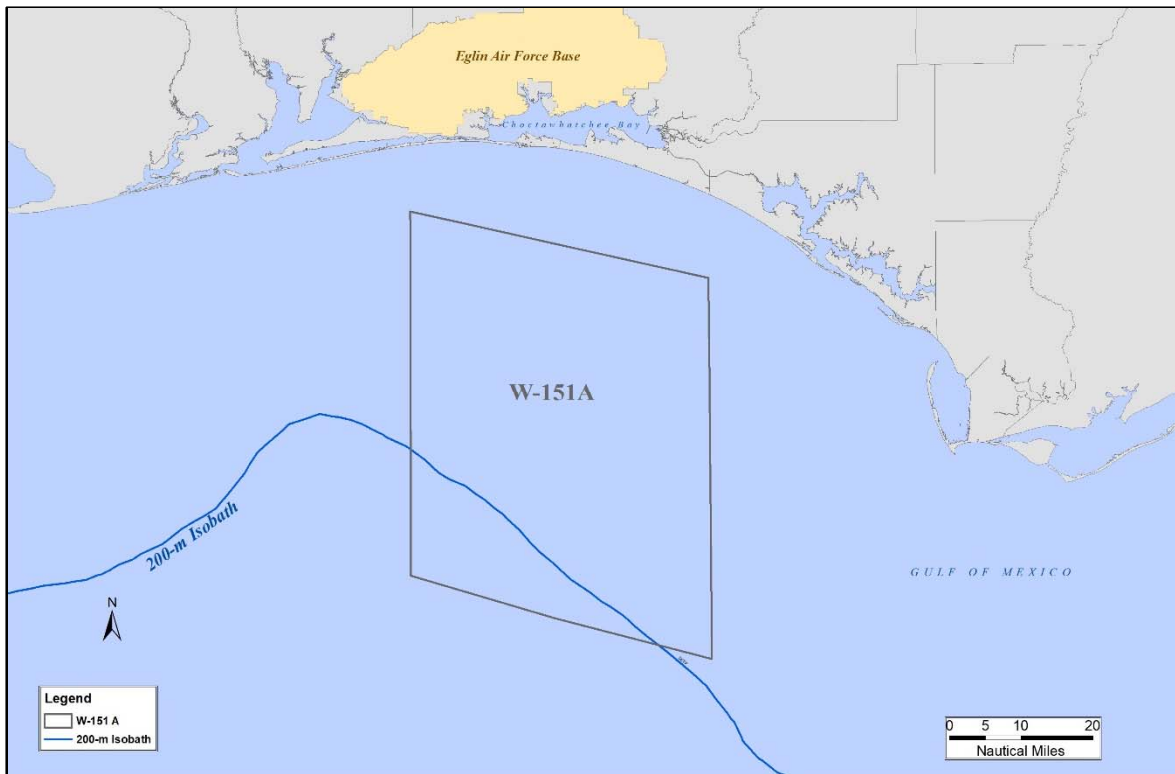 Eglin Air Force Base
Choctawhatchee Bay
W-151A
200-m Isobath
GULF OF MEXICO
N
Legend
W-151 A
200-m Isobath
0 5 10 20
Nautical Miles